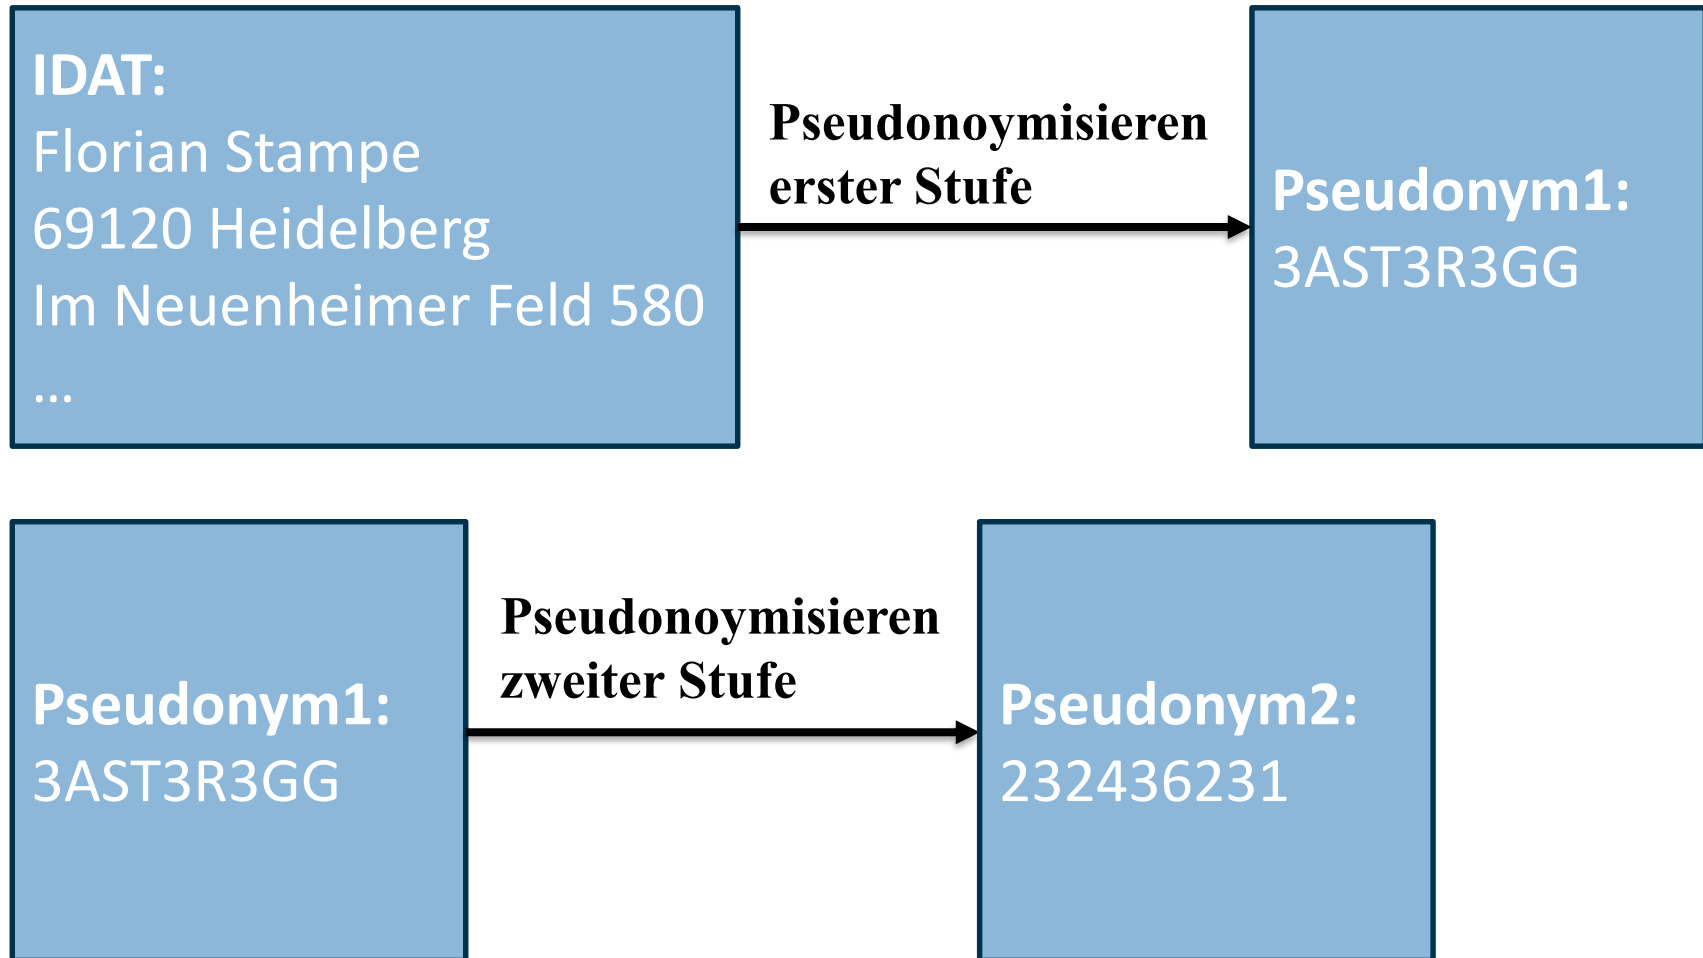 IDAT:
Florian Stampe
69120 Heidelberg
Im Neuenheimer Feld 580
...
Pseudonoymisieren
erster Stufe
Pseudonym1:
3AST3R3GG
Pseudonym1:
3AST3R3GG
Pseudonoymisieren
zweiter Stufe
Pseudonym2:
232436231